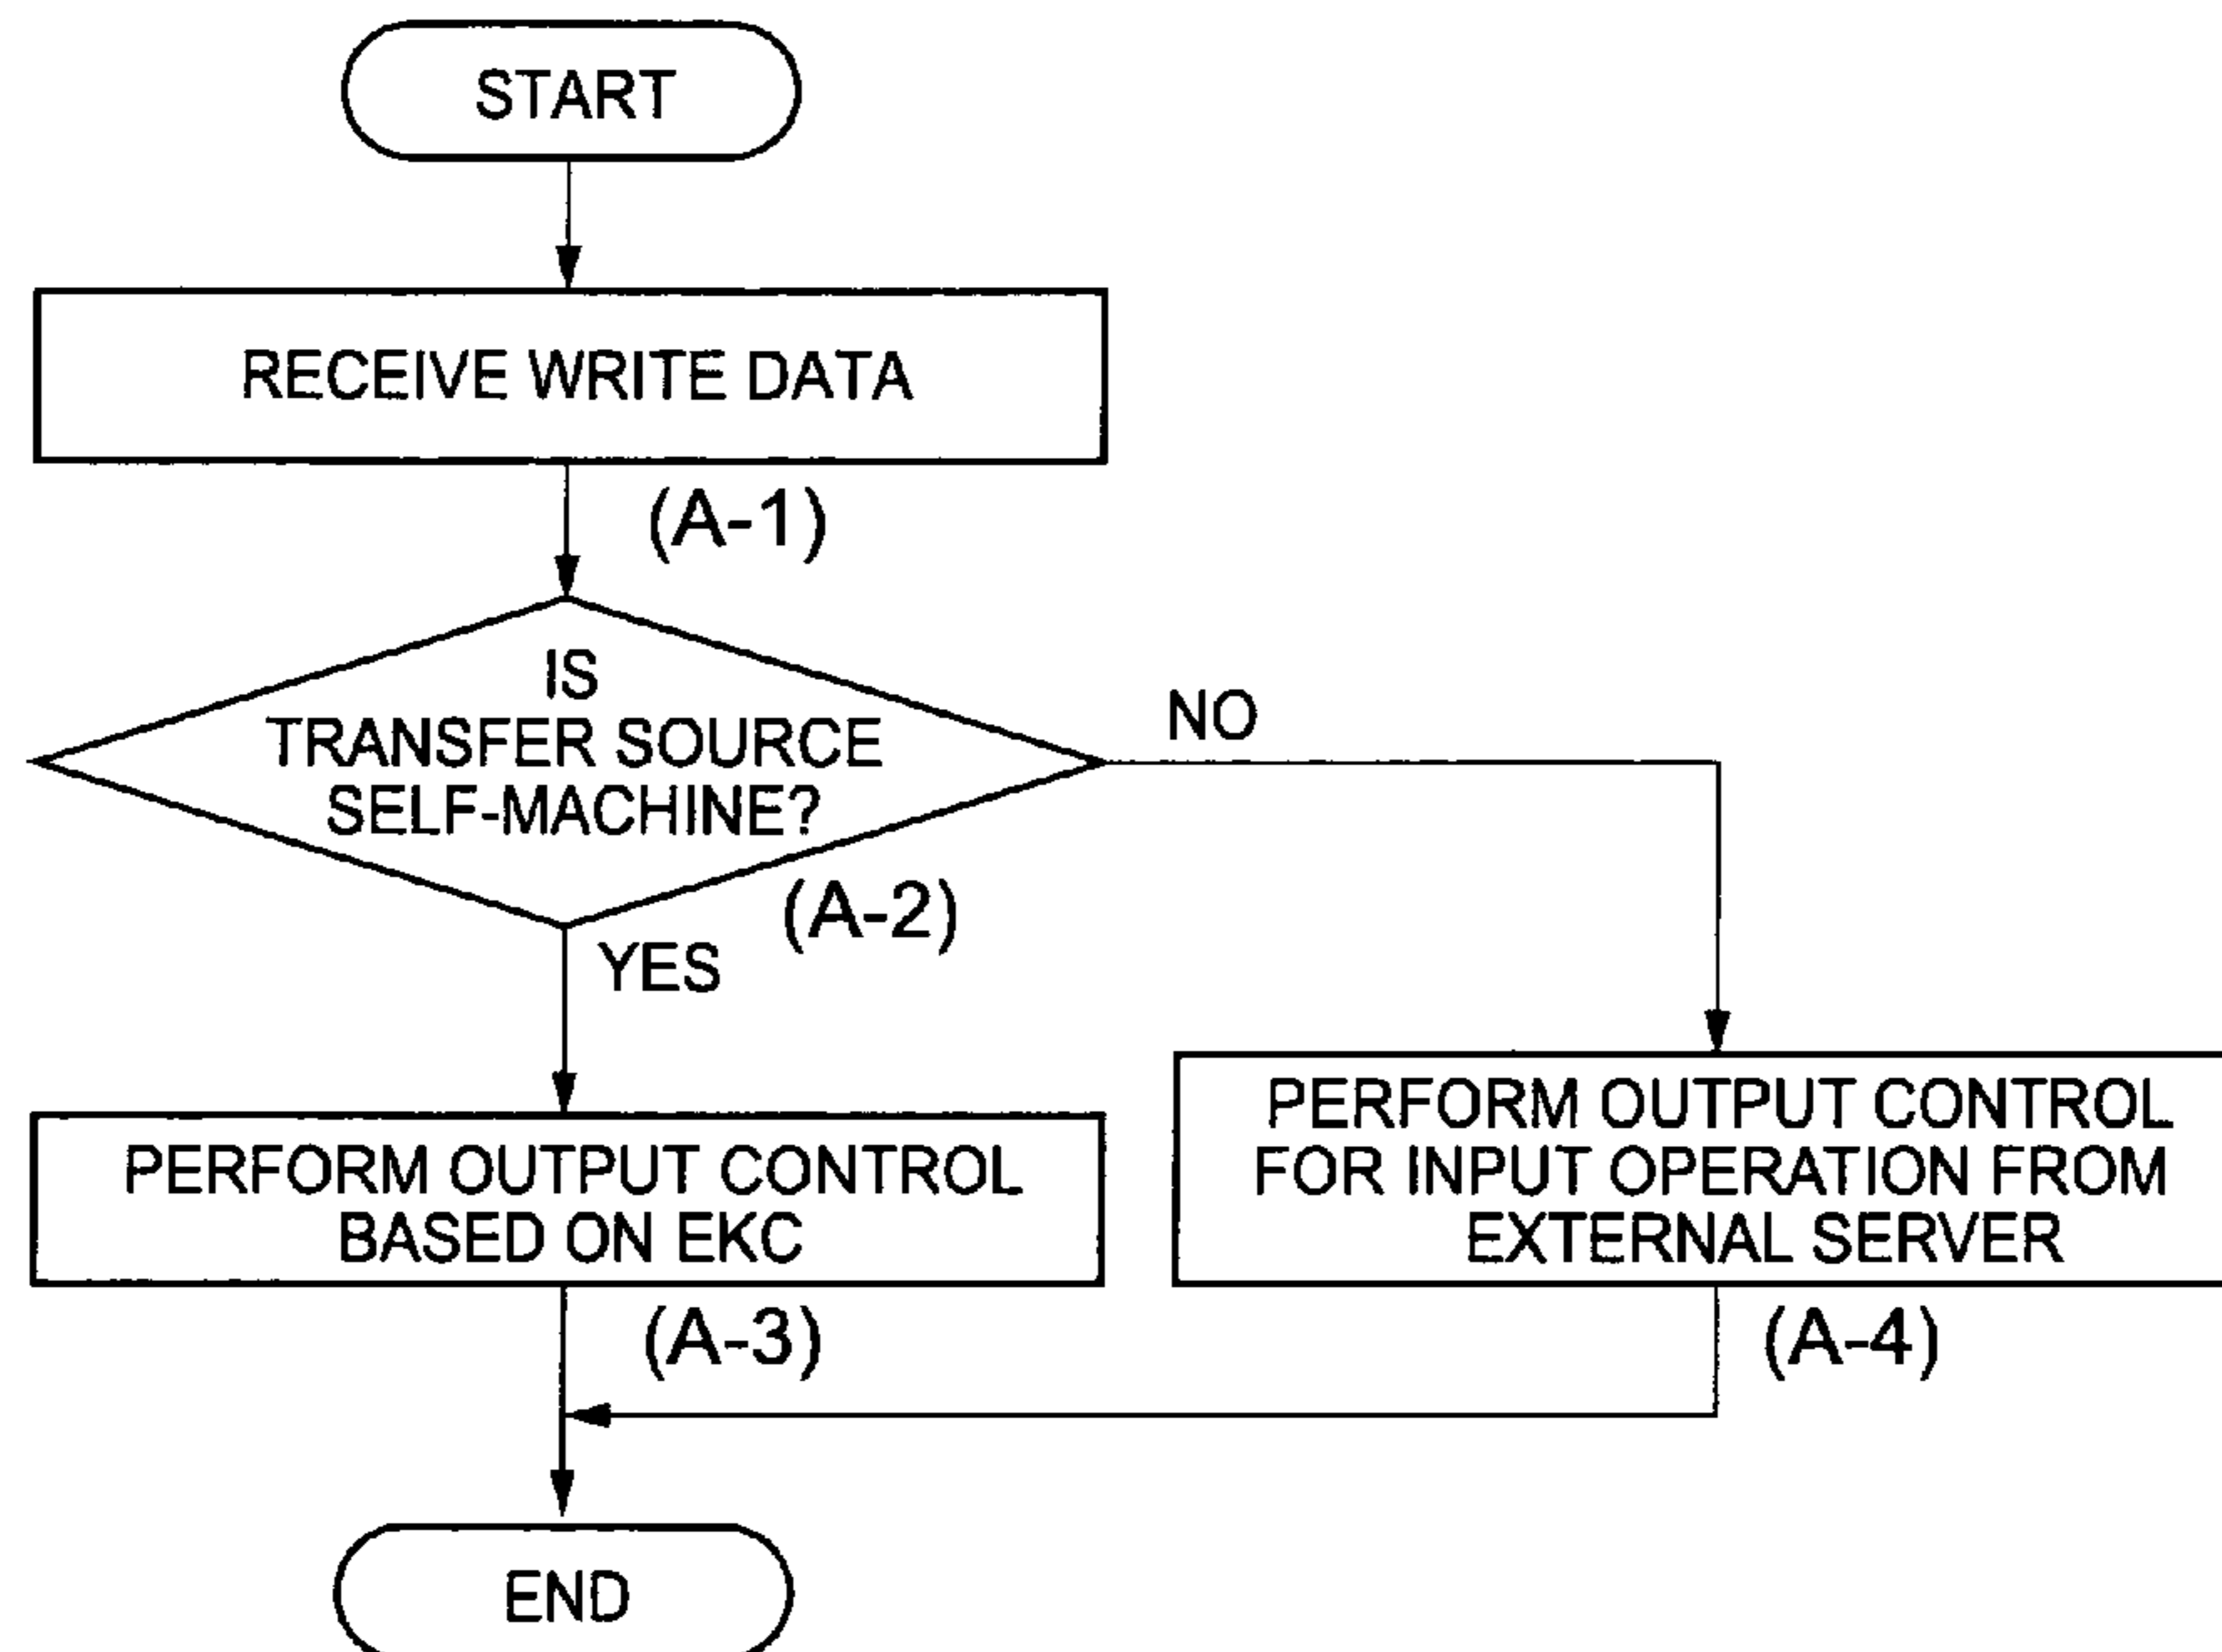 START
RECEIVE WRITE DATA
(A-1)
IS
TRANSFER SOURCE
SELF-MACHINE?
NO
(A-2)
YES
PERFORM OUTPUT CONTROL
BASED ON EKC
(A-3)
PERFORM OUTPUT CONTROL
FOR INPUT OPERATION FROM
EXTERNAL SERVER
(A-4)
END